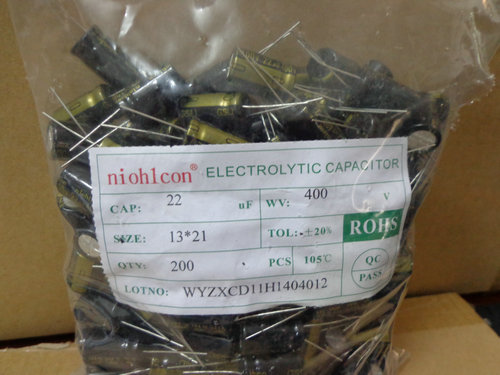 niohlcon® ELECTROLYTIC CAPACITOR
CAP: 22 uF WV: 400 V
SIZE: 13*21 TOL: ±20% ROHS
QTY: 200 PCS 105℃ QC PASS
LOTNO: WYZXCD11H1404012